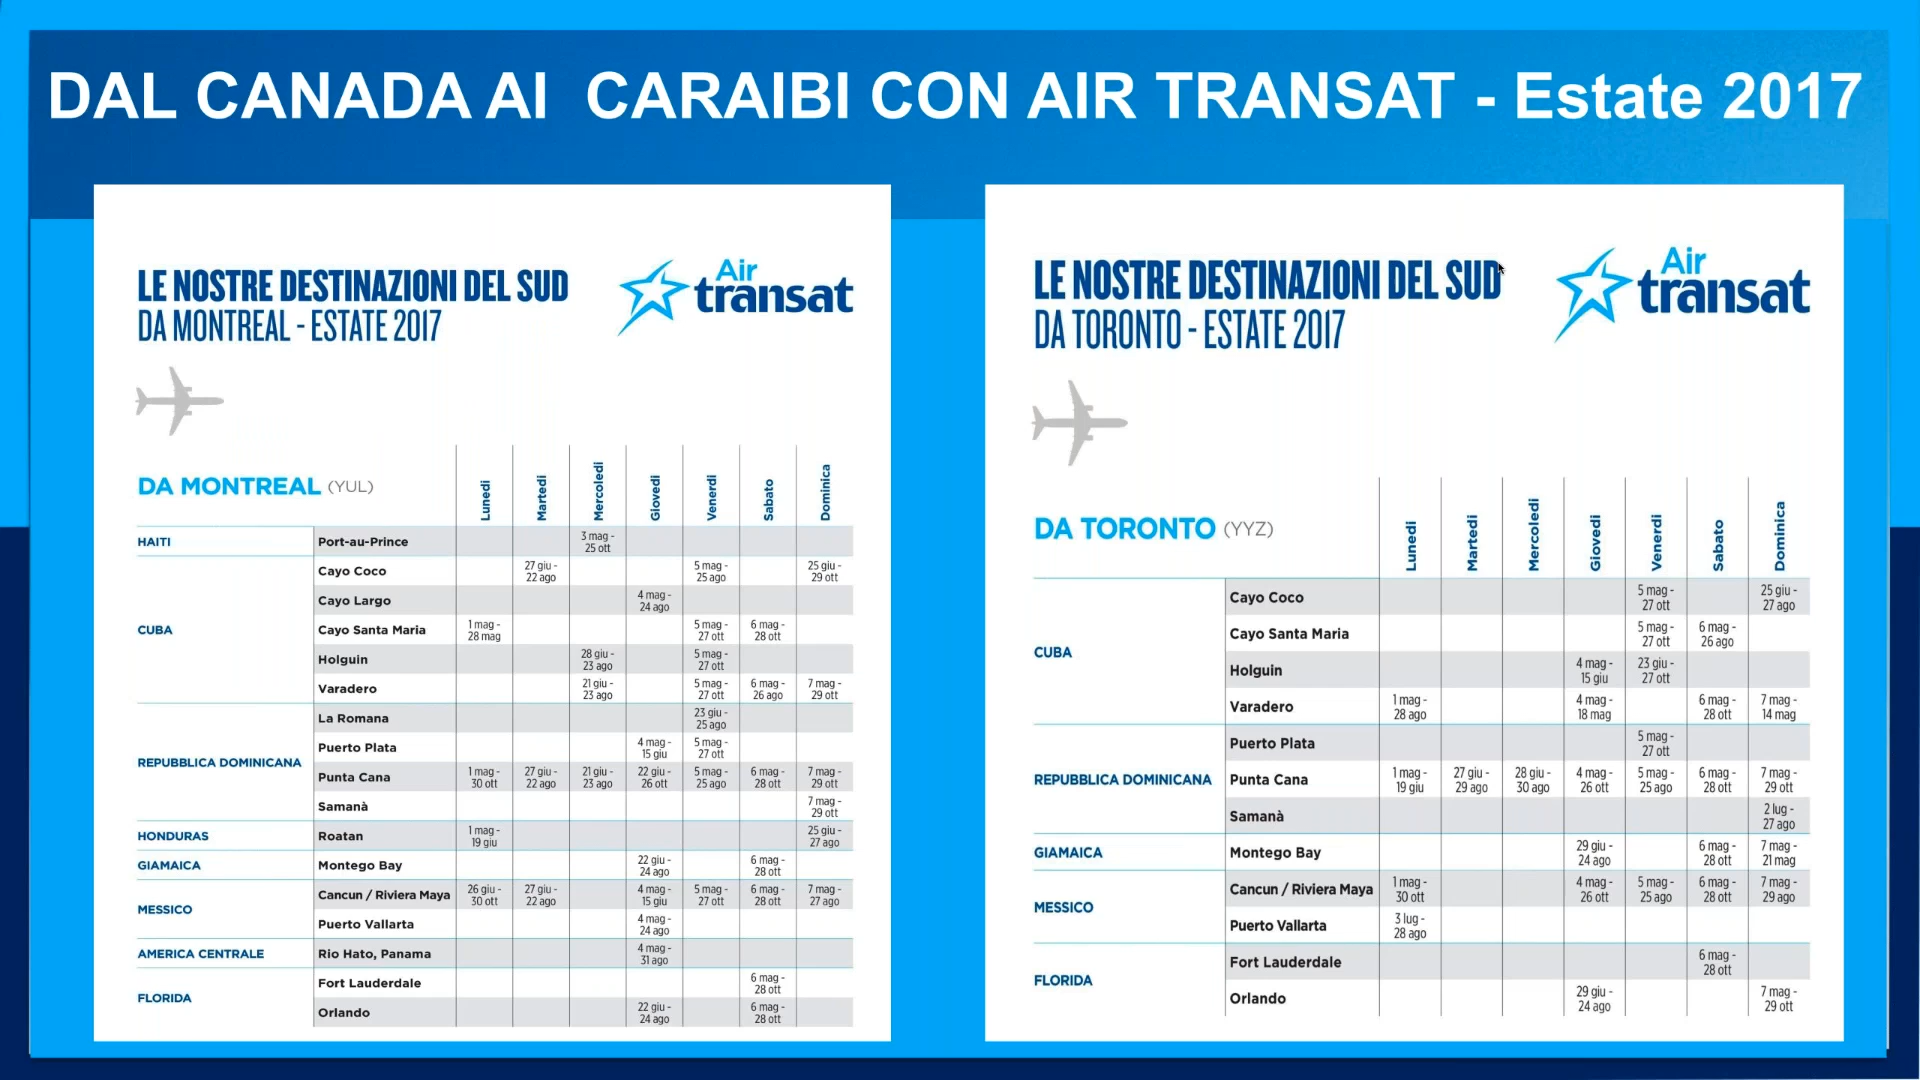 DAL CANADA AI  CARAIBI CON AIR TRANSAT - Estate 2017
LE NOSTRE DESTINAZIONI DEL SUD
DA MONTREAL - ESTATE 2017
Air
transat
DA MONTREAL (YUL) Lunedì Martedì Mercoledì Giovedì Venerdì Sabato Dominica
HAITI Port-au-Prince 3 mag - 25 ott
CUBA
Cayo Coco 27 giu - 22 ago 5 mag - 25 ago 25 giu - 29 ott
Cayo Largo 4 mag - 24 ago
Cayo Santa Maria 1 mag - 28 mag 5 mag - 27 ott 6 mag - 28 ott
Holguin 28 giu - 23 ago 5 mag - 27 ott
Varadero 21 giu - 23 ago 5 mag - 27 ott 6 mag - 26 ago 7 mag - 29 ott
REPUBBLICA DOMINICANA
La Romana 23 giu - 25 ago
Puerto Plata 4 mag - 15 giu 5 mag - 27 ott
Punta Cana 1 mag - 30 ott 27 giu - 22 ago 21 giu - 23 ago 22 giu - 26 ott 5 mag - 25 ago 6 mag - 28 ott 7 mag - 29 ott
Samanà 7 mag - 29 ott
HONDURAS Roatan 1 mag - 19 giu 25 giu - 27 ago
GIAMAICA Montego Bay 22 giu - 24 ago 6 mag - 28 ott
MESSICO
Cancun / Riviera Maya 26 giu - 30 ott 27 giu - 22 ago 4 mag - 15 giu 5 mag - 27 ott 6 mag - 28 ott 7 mag - 27 ago
Puerto Vallarta 4 mag - 24 ago
AMERICA CENTRALE Rio Hato, Panama 4 mag - 31 ago
FLORIDA
Fort Lauderdale 6 mag - 28 ott
Orlando 22 giu - 24 ago 6 mag - 28 ott
LE NOSTRE DESTINAZIONI DEL SUD
DA TORONTO - ESTATE 2017
Air
transat
DA TORONTO (YYZ) Lunedì Martedì Mercoledì Giovedì Venerdì Sabato Dominica
CUBA
Cayo Coco 5 mag - 27 ott 25 giu - 27 ago
Cayo Santa Maria 5 mag - 27 ott 6 mag - 26 ago
Holguin 4 mag - 15 giu 23 giu - 27 ott
Varadero 1 mag - 28 ago 4 mag - 18 mag 6 mag - 28 ott 7 mag - 14 mag
REPUBBLICA DOMINICANA
Puerto Plata 5 mag - 27 ott
Punta Cana 1 mag - 19 giu 27 giu - 29 ago 28 giu - 30 ago 4 mag - 26 ott 5 mag - 25 ago 6 mag - 28 ott 7 mag - 29 ott
Samanà 2 lug - 27 ago
GIAMAICA Montego Bay 29 giu - 24 ago 6 mag - 28 ott 7 mag - 21 mag
MESSICO
Cancun / Riviera Maya 1 mag - 30 ott 4 mag - 26 ott 5 mag - 25 ago 6 mag - 28 ott 7 mag - 29 ago
Puerto Vallarta 3 lug - 28 ago
FLORIDA
Fort Lauderdale 6 mag - 28 ott
Orlando 29 giu - 24 ago 7 mag - 29 ott